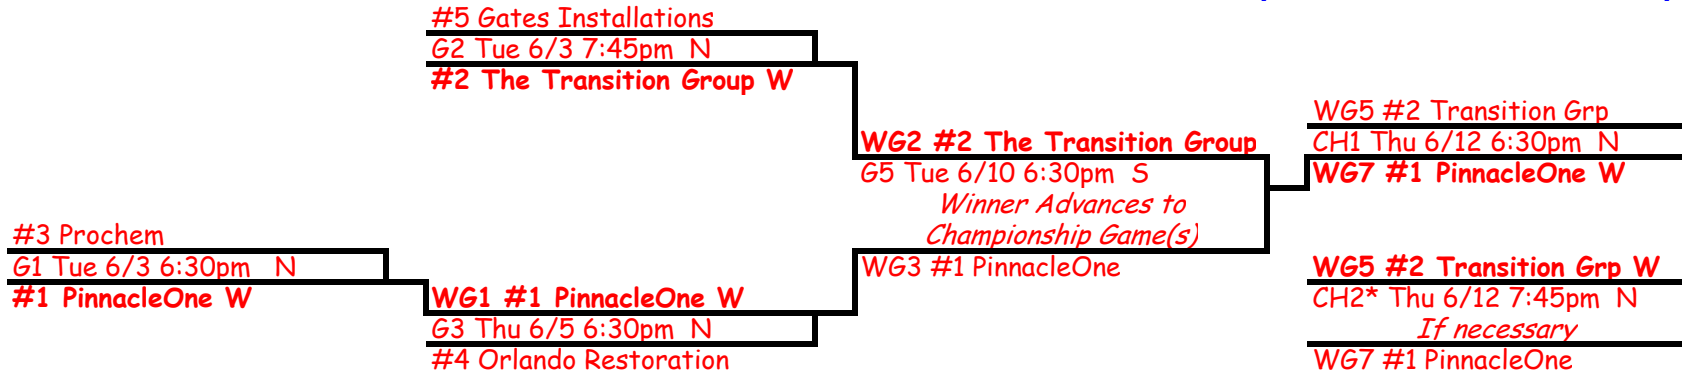 #5 Gates Installations
G2 Tue 6/3 7:45pm N
#2 The Transition Group W
WG5 #2 Transition Grp
CH1 Thu 6/12 6:30pm N
WG7 #1 PinnacleOne W
WG2 #2 The Transition Group
G5 Tue 6/10 6:30pm S
Winner Advances to
Championship Game(s)
WG3 #1 PinnacleOne
#3 Prochem
G1 Tue 6/3 6:30pm N
#1 PinnacleOne W
WG1 #1 PinnacleOne W
G3 Thu 6/5 6:30pm N
#4 Orlando Restoration
WG5 #2 Transition Grp W
CH2* Thu 6/12 7:45pm N
If necessary
WG7 #1 PinnacleOne